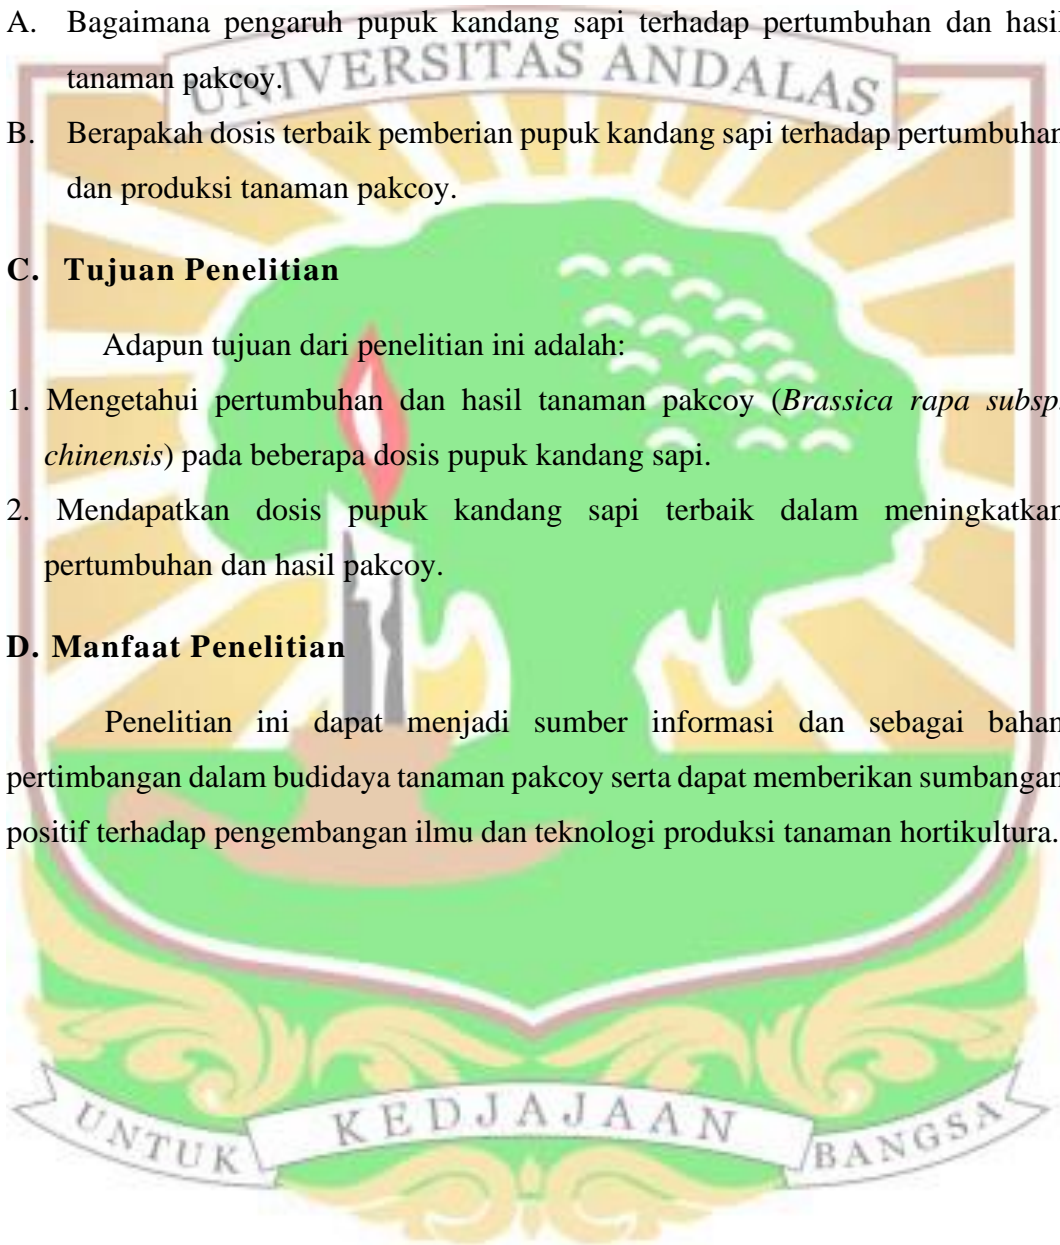 A. Bagaimana pengaruh pupuk kandang sapi terhadap pertumbuhan dan hasil
UNIVERSITAS ANDALAS
tanaman pakcoy.
B. Berapakah dosis terbaik pemberian pupuk kandang sapi terhadap pertumbuhan
dan produksi tanaman pakcoy.
C. Tujuan Penelitian
Adapun tujuan dari penelitian ini adalah:
1. Mengetahui pertumbuhan dan hasil tanaman pakcoy (Brassica rapa subsp.
chinensis) pada beberapa dosis pupuk kandang sapi.
2. Mendapatkan dosis pupuk kandang sapi terbaik dalam meningkatkan
pertumbuhan dan hasil pakcoy.
D. Manfaat Penelitian
Penelitian ini dapat menjadi sumber informasi dan sebagai bahan
pertimbangan dalam budidaya tanaman pakcoy serta dapat memberikan sumbangan
positif terhadap pengembangan ilmu dan teknologi produksi tanaman hortikultura.
UNTUK KEDJAJAAN BANGSA